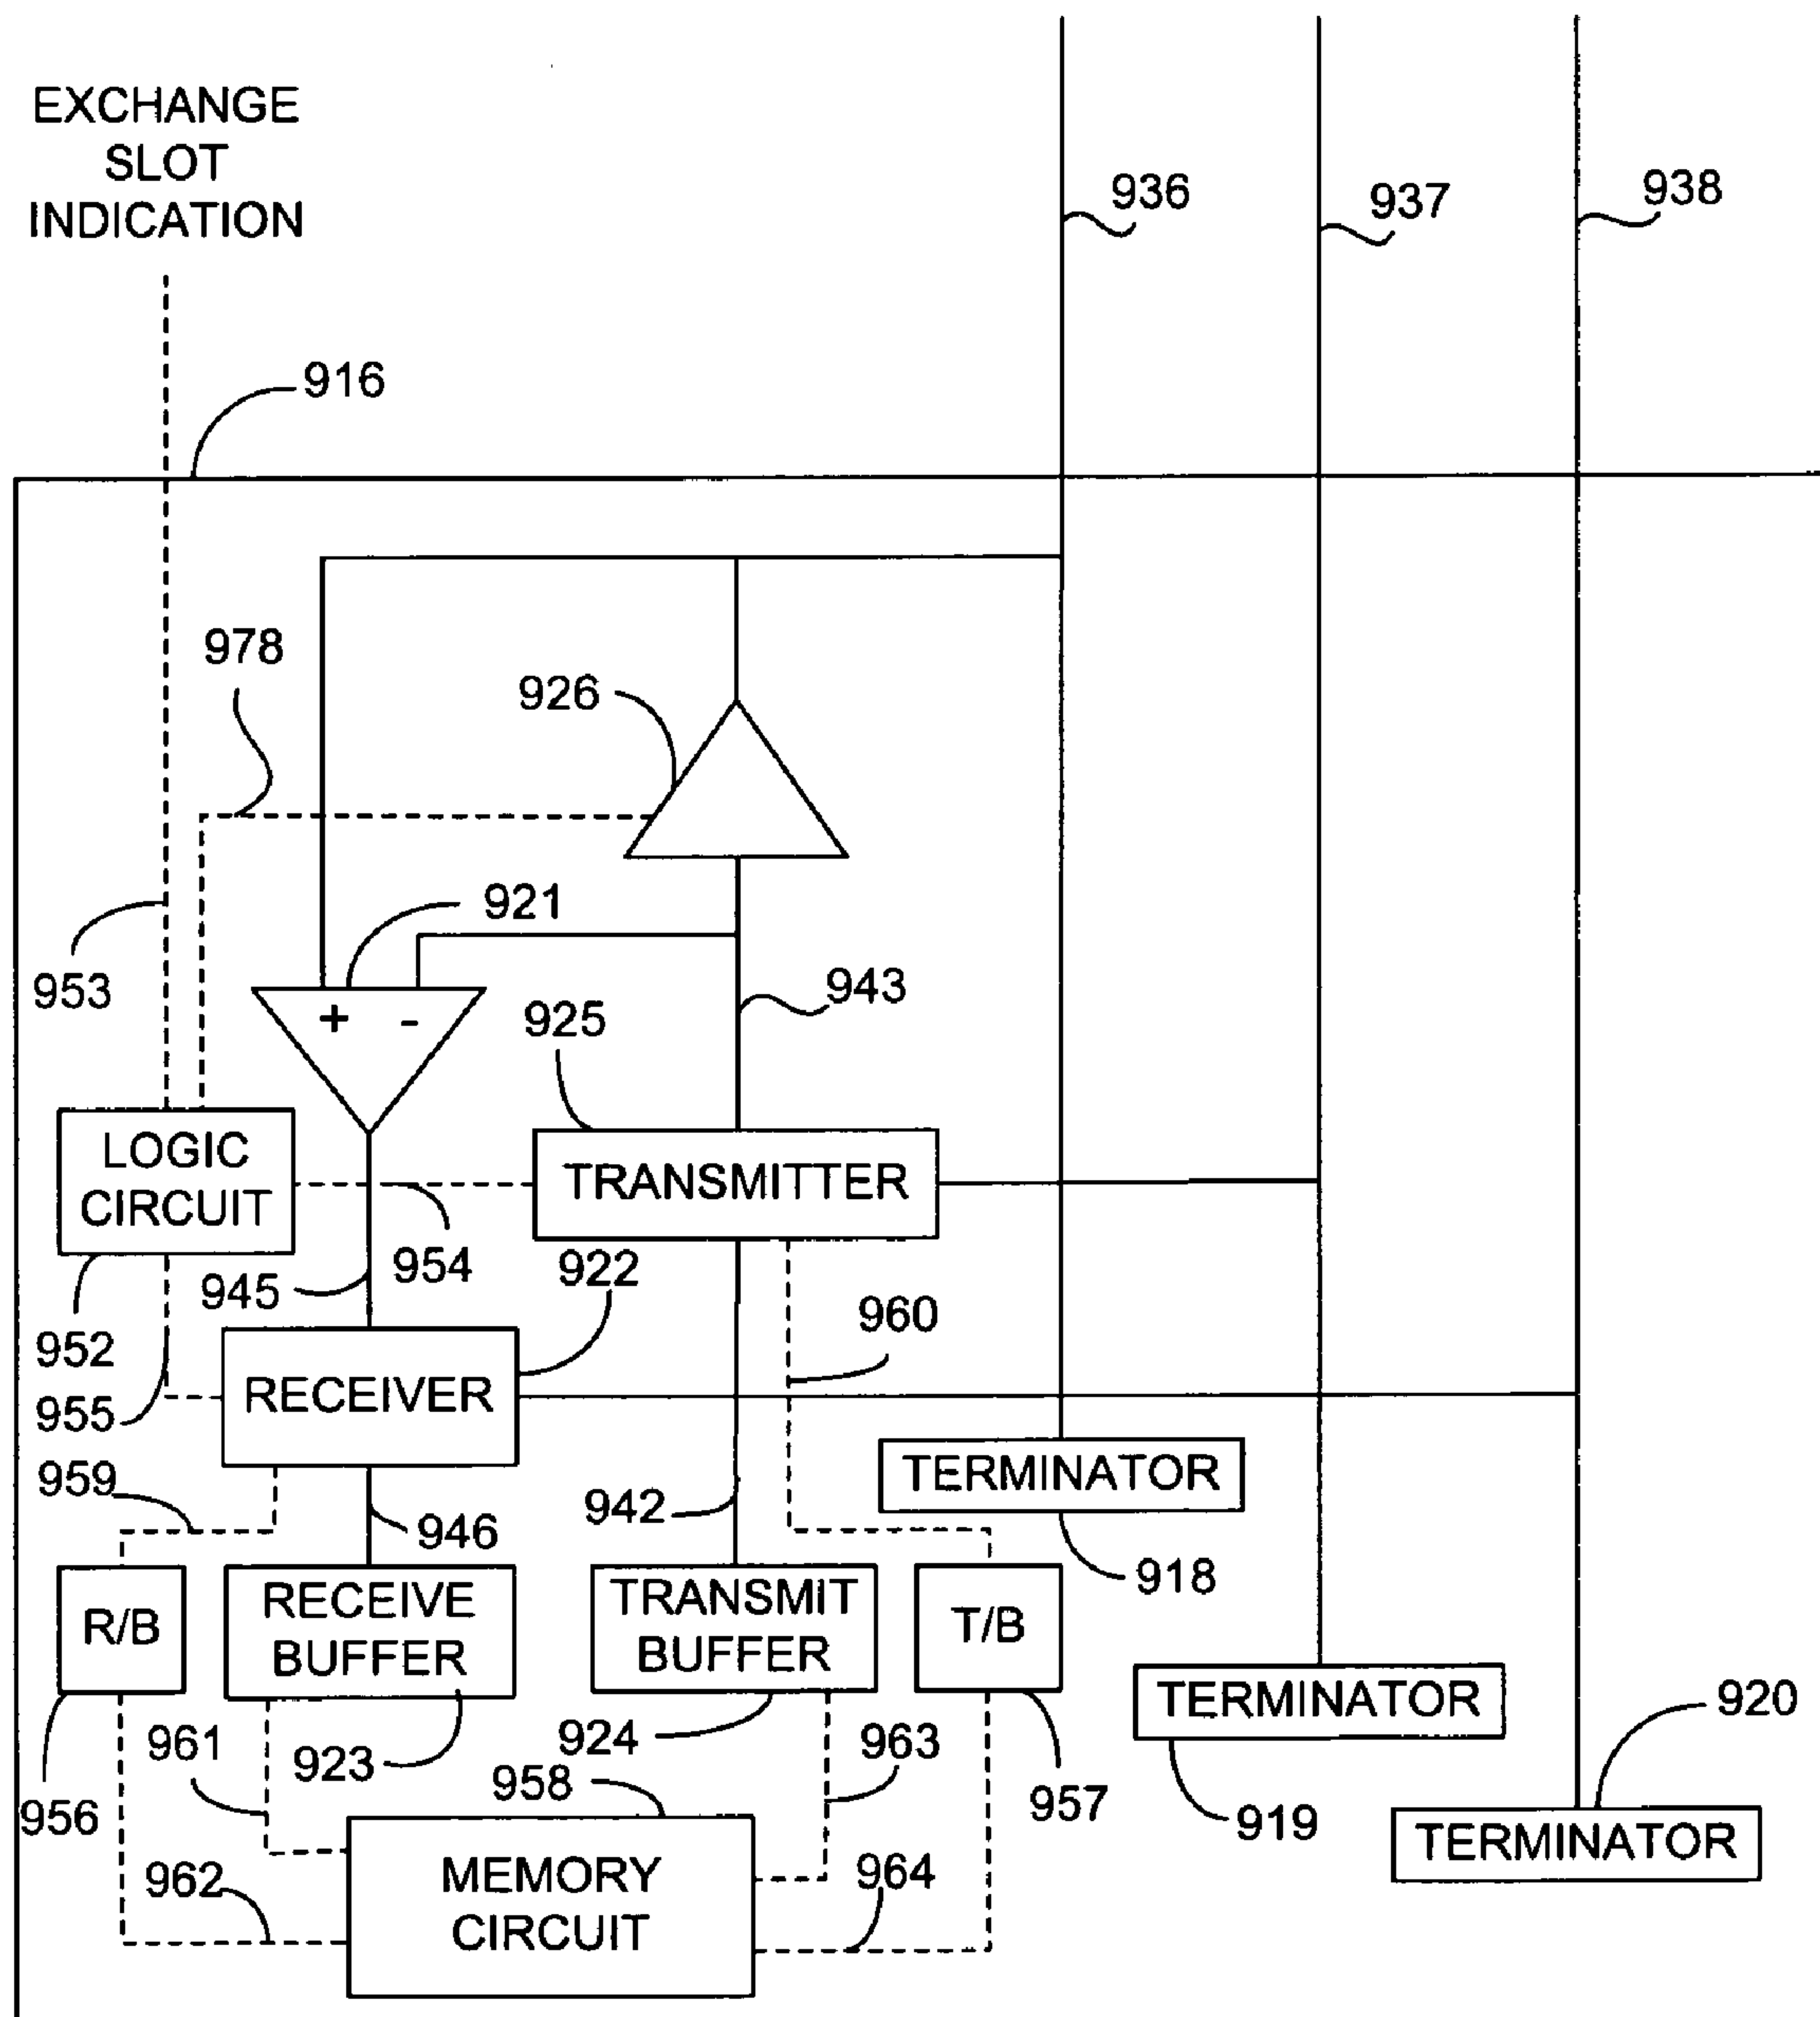 EXCHANGE
SLOT
INDICATION
936
937
938
916
978
926
921
953
943
925
LOGIC
CIRCUIT
TRANSMITTER
954
922
945
952
960
RECEIVER
955
TERMINATOR
959
942
946
918
R/B
RECEIVE
BUFFER
TRANSMIT
BUFFER
T/B
TERMINATOR
920
961
923
924
963
958
957
956
919
TERMINATOR
962
964
MEMORY
CIRCUIT
+ -